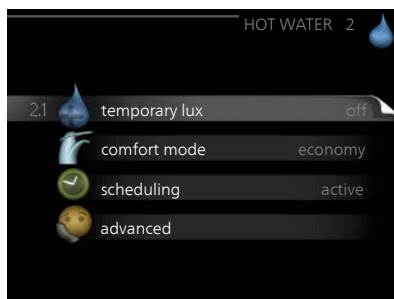 HOT WATER 2
2.1 temporary lux off
comfort mode economy
scheduling active
advanced